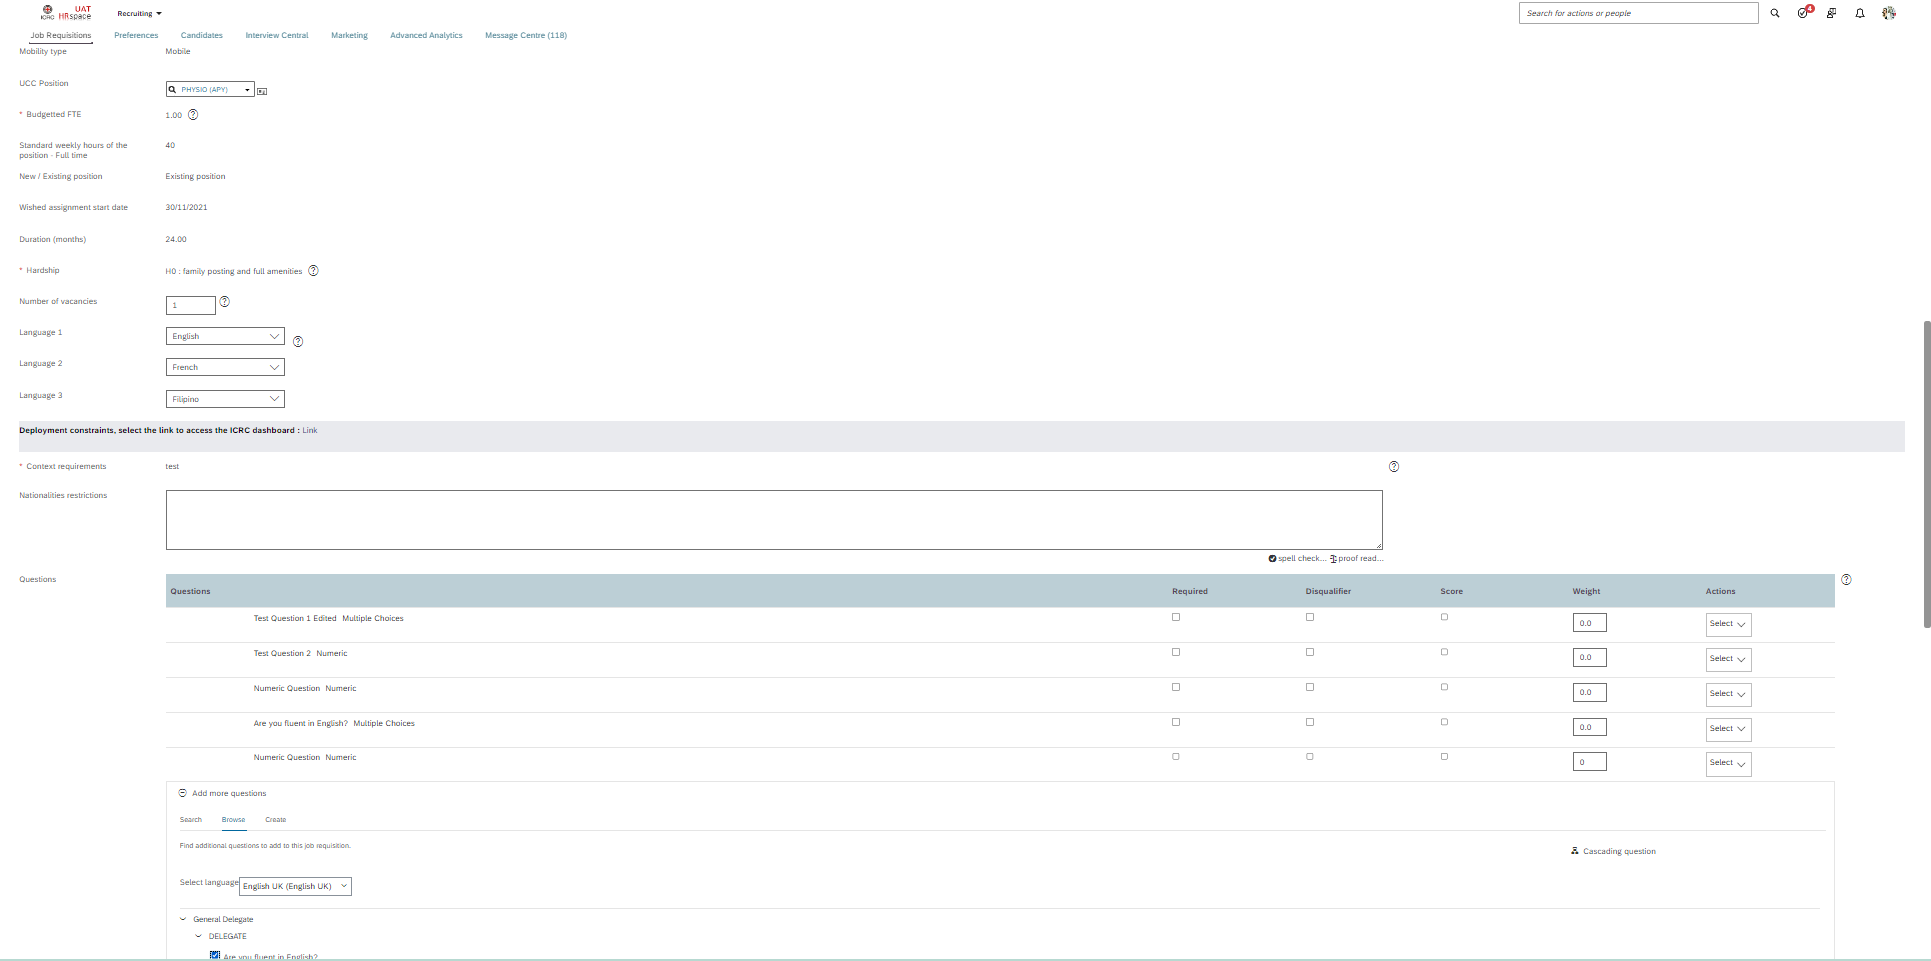 ICRC UAT HRspace Recruiting Search for actions or people 4
Job Requisitions Preferences Candidates Interview Central Marketing Advanced Analytics Message Centre (118)
Mobility type Mobile
UCC Position PHYSIO (APY)
* Budgetted FTE 1.00
Standard weekly hours of the position - Full time 40
New / Existing position Existing position
Wished assignment start date 30/11/2021
Duration (months) 24.00
* Hardship H0 : family posting and full amenities
Number of vacancies 1
Language 1 English
Language 2 French
Language 3 Filipino
Deployment constraints, select the link to access the ICRC dashboard : Link
* Context requirements test
Nationalities restrictions
spell check... proof read...
Questions
Questions Required Disqualifier Score Weight Actions
Test Question 1 Edited Multiple Choices 0.0 Select
Test Question 2 Numeric 0.0 Select
Numeric Question Numeric 0.0 Select
Are you fluent in English? Multiple Choices 0.0 Select
Numeric Question Numeric 0 Select
Add more questions
Search Browse Create
Find additional questions to add to this job requisition.
Cascading question
Select language English UK (English UK)
General Delegate
DELEGATE
Are you fluent in English?